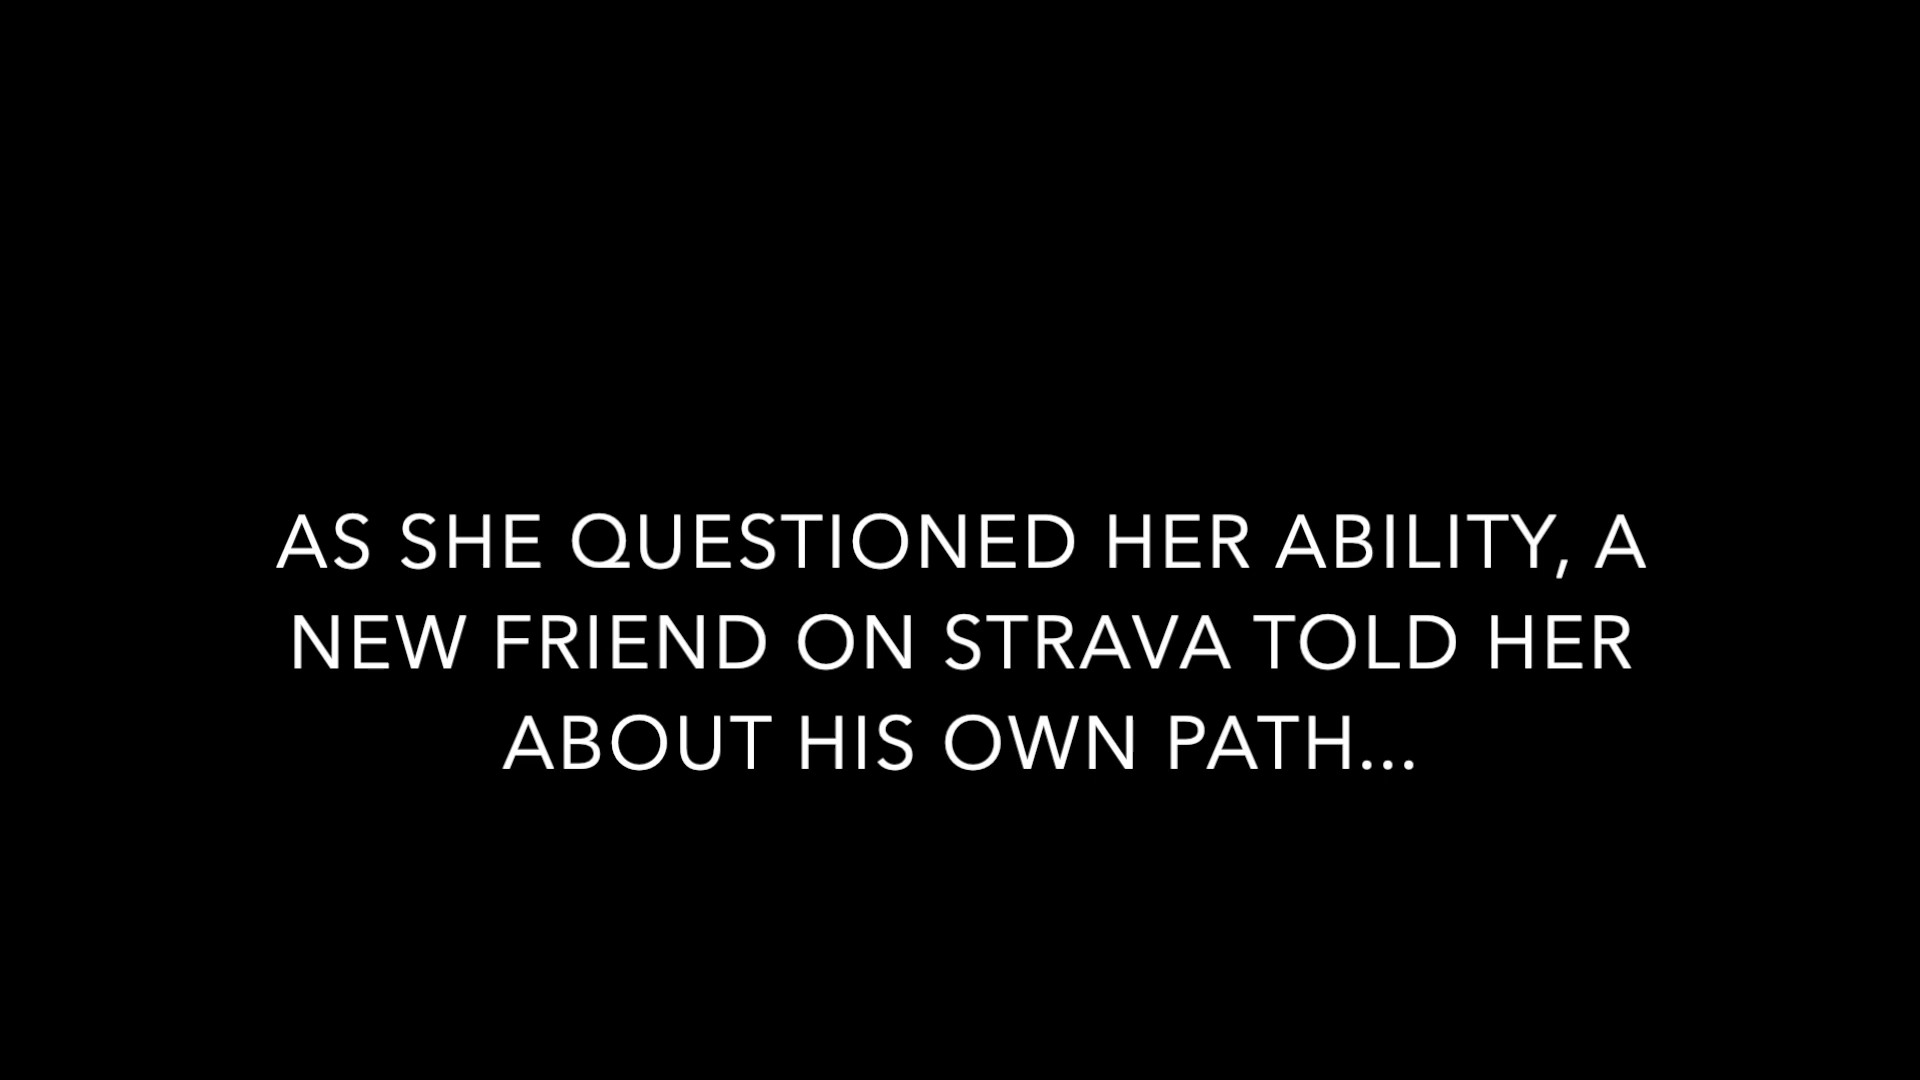 AS SHE QUESTIONED HER ABILITY, A
NEW FRIEND ON STRAVA TOLD HER
ABOUT HIS OWN PATH...